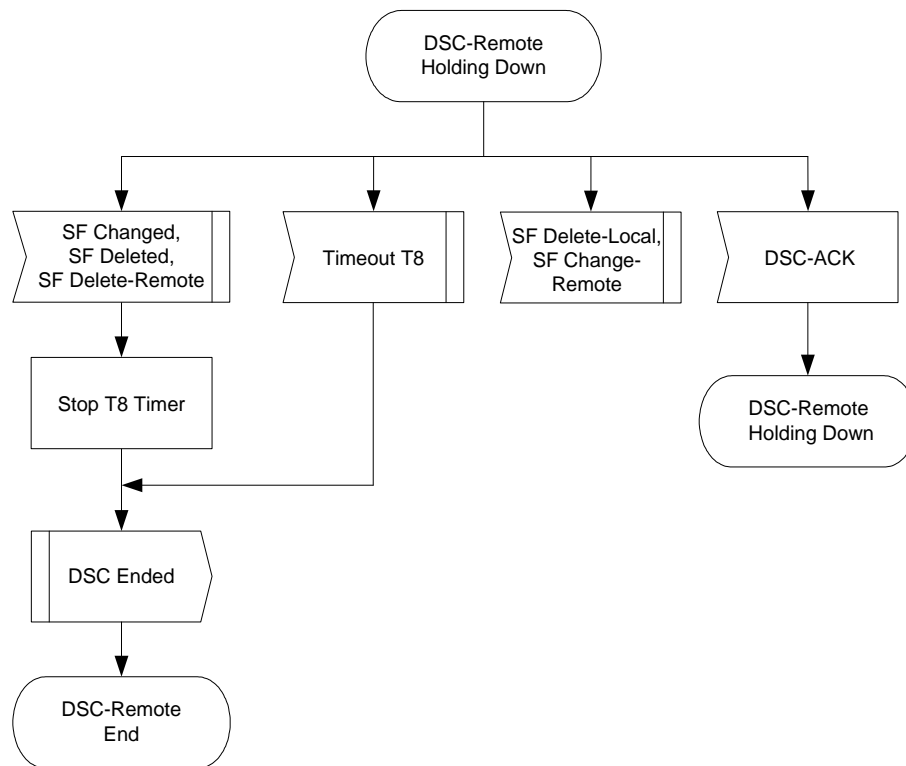 DSC-Remote
Holding Down
SF Changed,
SF Deleted,
SF Delete-Remote
Timeout T8
SF Delete-Local,
SF Change-
Remote
DSC-ACK
Stop T8 Timer
DSC-Remote
Holding Down
DSC Ended
DSC-Remote
End